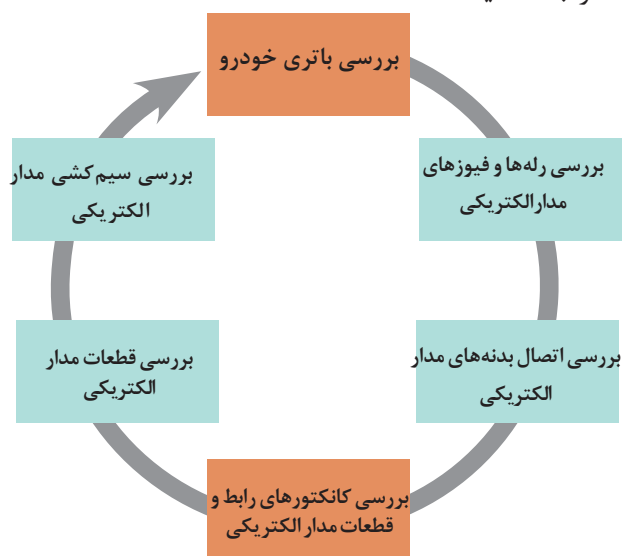 بررسی باتری خودرو
بررسی رله‌ها و فیوزهای
مدارالکتریکی
بررسی اتصال بدنه‌های مدار
الکتریکی
بررسی کانکتورهای رابط و
قطعات مدار الکتریکی
بررسی قطعات مدار
الکتریکی
بررسی سیم‌کشی مدار
الکتریکی